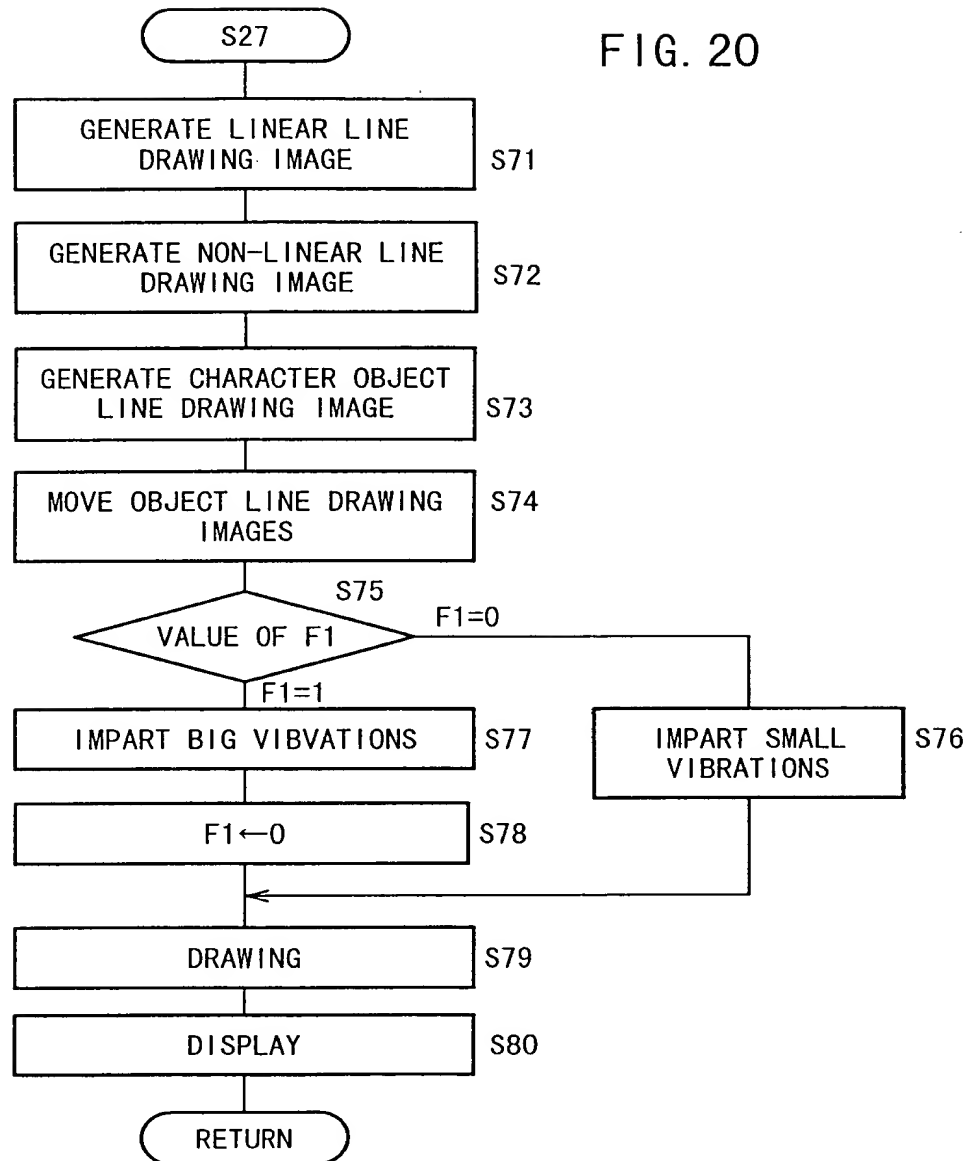 S27
FIG. 20
GENERATE LINEAR LINE
DRAWING IMAGE
S71
GENERATE NON-LINEAR LINE
DRAWING IMAGE
S72
GENERATE CHARACTER OBJECT
LINE DRAWING IMAGE
S73
MOVE OBJECT LINE DRAWING
IMAGES
S74
S75
VALUE OF F1
F1=0
F1=1
IMPART BIG VIBVATIONS
S77
IMPART SMALL
VIBRATIONS
S76
F1←0
S78
DRAWING
S79
DISPLAY
S80
RETURN